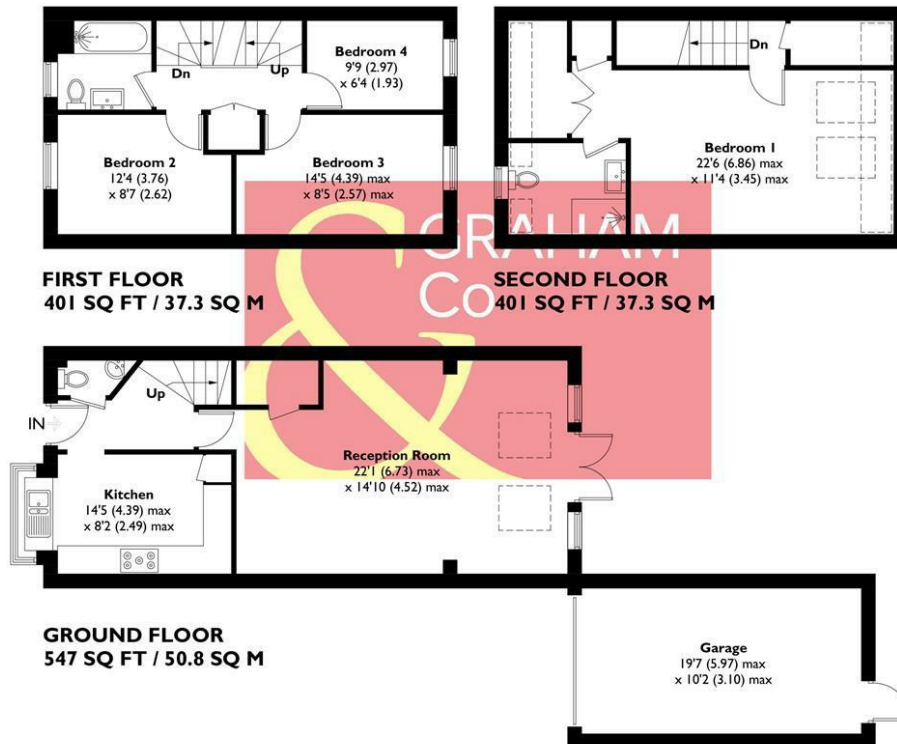 Bedroom 4
9'9 (2.97)
x 6'4 (1.93)
Dn
Up
Bedroom 2
12'4 (3.76)
x 8'7 (2.62)
Bedroom 3
14'5 (4.39) max
x 8'5 (2.57) max
FIRST FLOOR
401 SQ FT / 37.3 SQ M
Dn
Bedroom 1
22'6 (6.86) max
x 11'4 (3.45) max
SECOND FLOOR
401 SQ FT / 37.3 SQ M
& GRAHAM
Co
Up
IN
Reception Room
22'1 (6.73) max
x 14'10 (4.52) max
Kitchen
14'5 (4.39) max
x 8'2 (2.49) max
GROUND FLOOR
547 SQ FT / 50.8 SQ M
Garage
19'7 (5.97) max
x 10'2 (3.10) max